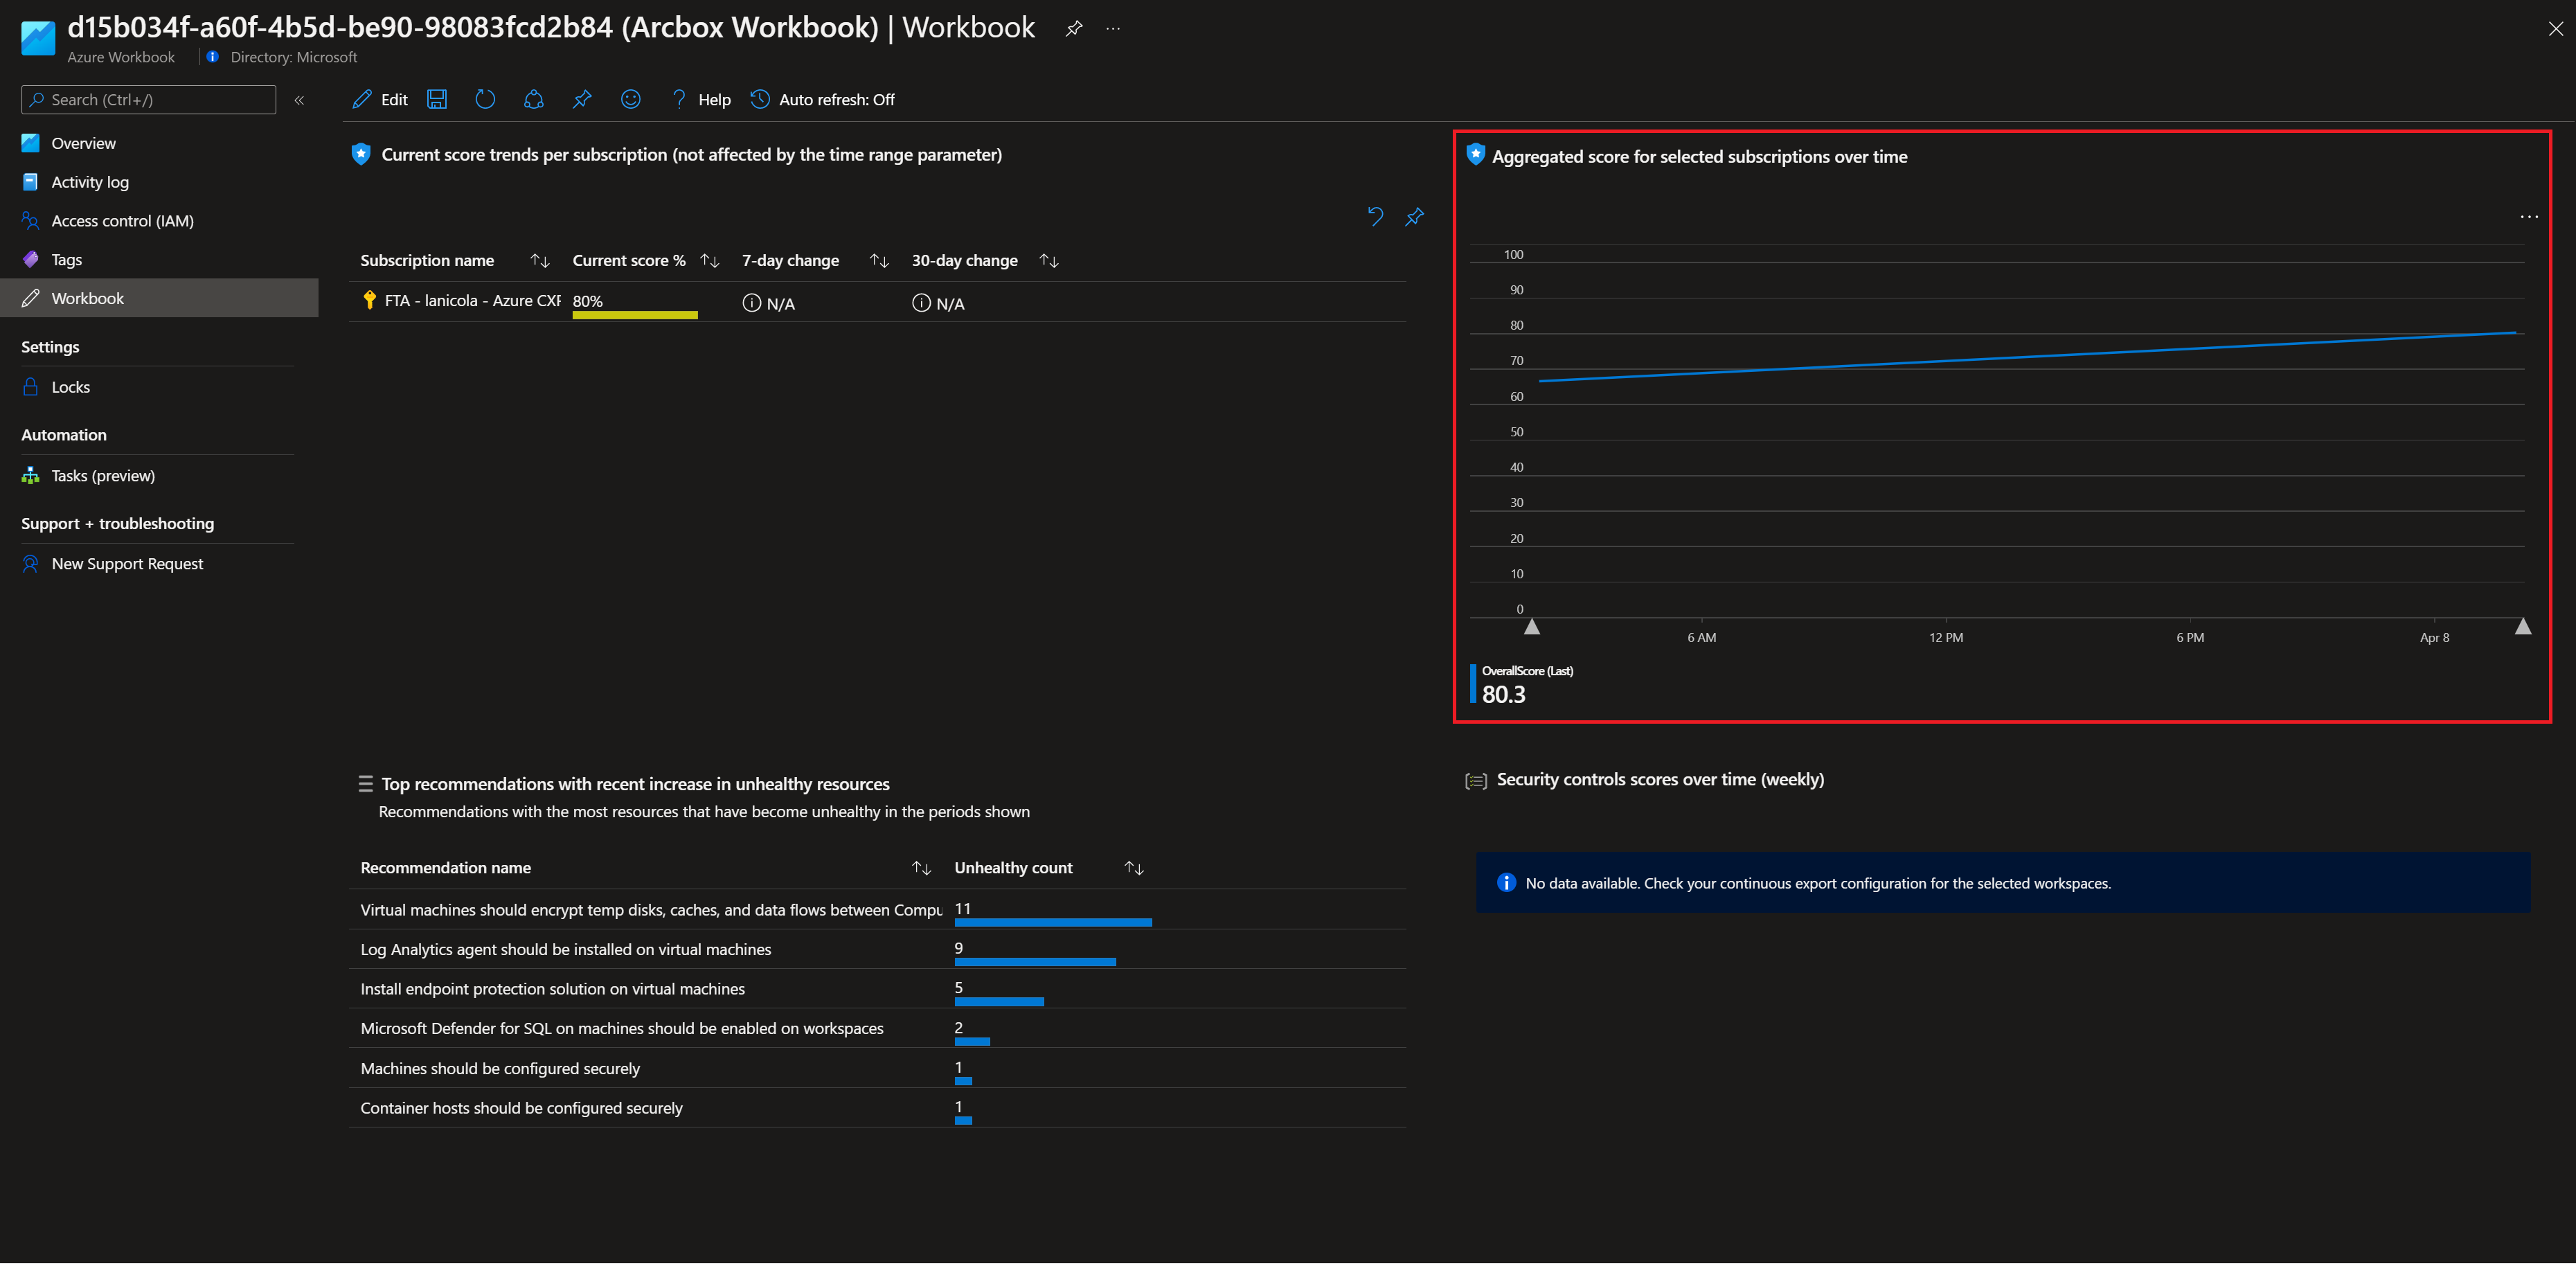 d15b034f-a60f-4b5d-be90-98083fcd2b84 (Arcbox Workbook) | Workbook
Azure Workbook
Directory: Microsoft
Search (Ctrl+/)
Overview
Activity log
Access control (IAM)
Tags
Workbook
Settings
Locks
Automation
Tasks (preview)
Support + troubleshooting
New Support Request
Edit
Help
Auto refresh: Off
Current score trends per subscription (not affected by the time range parameter)
Subscription name Current score % 7-day change 30-day change
FTA - lanicola - Azure CXF 80% N/A N/A
Aggregated score for selected subscriptions over time
100
90
80
70
60
50
40
30
20
10
0
6 AM 12 PM 6 PM Apr 8
OverallScore (Last)
80.3
Top recommendations with recent increase in unhealthy resources
Recommendations with the most resources that have become unhealthy in the periods shown
Recommendation name Unhealthy count
Virtual machines should encrypt temp disks, caches, and data flows between Compu 11
Log Analytics agent should be installed on virtual machines 9
Install endpoint protection solution on virtual machines 5
Microsoft Defender for SQL on machines should be enabled on workspaces 2
Machines should be configured securely 1
Container hosts should be configured securely 1
Security controls scores over time (weekly)
No data available. Check your continuous export configuration for the selected workspaces.